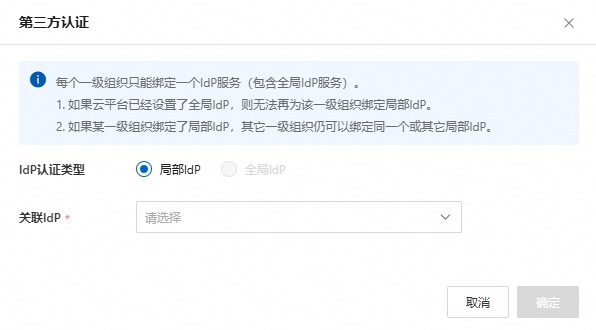 第三方认证
每个一级组织只能绑定一个IdP服务（包含全局IdP服务）。
1. 如果云平台已经设置了全局IdP，则无法再为该一级组织绑定局部IdP。
2. 如果某一级组织绑定了局部IdP，其它一级组织仍可以绑定同一个或其它局部IdP。
IdP认证类型 局部IdP 全局IdP
关联IdP * 请选择
取消 确定